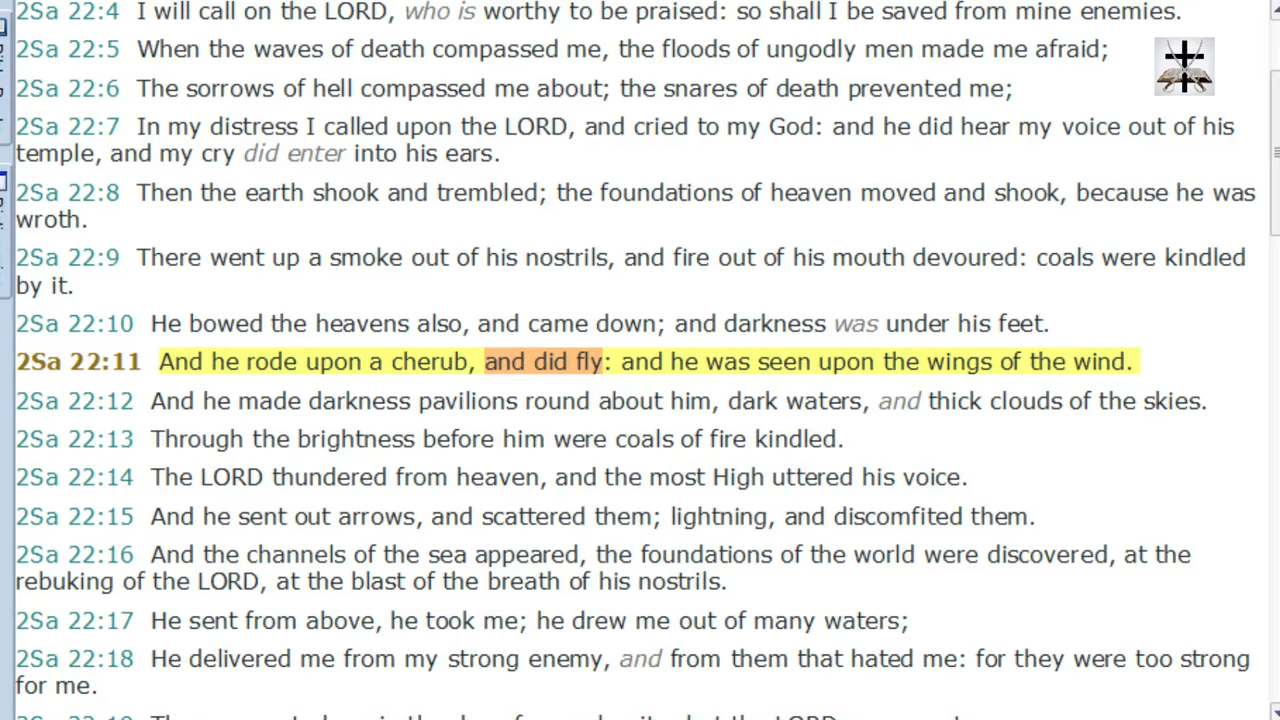 2Sa 22:4 I will call on the LORD, who is worthy to be praised: so shall I be saved from mine enemies.
2Sa 22:5 When the waves of death compassed me, the floods of ungodly men made me afraid;
2Sa 22:6 The sorrows of hell compassed me about; the snares of death prevented me;
2Sa 22:7 In my distress I called upon the LORD, and cried to my God: and he did hear my voice out of his
temple, and my cry did enter into his ears.
2Sa 22:8 Then the earth shook and trembled; the foundations of heaven moved and shook, because he was
wroth.
2Sa 22:9 There went up a smoke out of his nostrils, and fire out of his mouth devoured: coals were kindled
by it.
2Sa 22:10 He bowed the heavens also, and came down; and darkness was under his feet.
2Sa 22:11 And he rode upon a cherub, and did fly: and he was seen upon the wings of the wind.
2Sa 22:12 And he made darkness pavilions round about him, dark waters, and thick clouds of the skies.
2Sa 22:13 Through the brightness before him were coals of fire kindled.
2Sa 22:14 The LORD thundered from heaven, and the most High uttered his voice.
2Sa 22:15 And he sent out arrows, and scattered them; lightning, and discomfited them.
2Sa 22:16 And the channels of the sea appeared, the foundations of the world were discovered, at the
rebuking of the LORD, at the blast of the breath of his nostrils.
2Sa 22:17 He sent from above, he took me; he drew me out of many waters;
2Sa 22:18 He delivered me from my strong enemy, and from them that hated me: for they were too strong
for me.